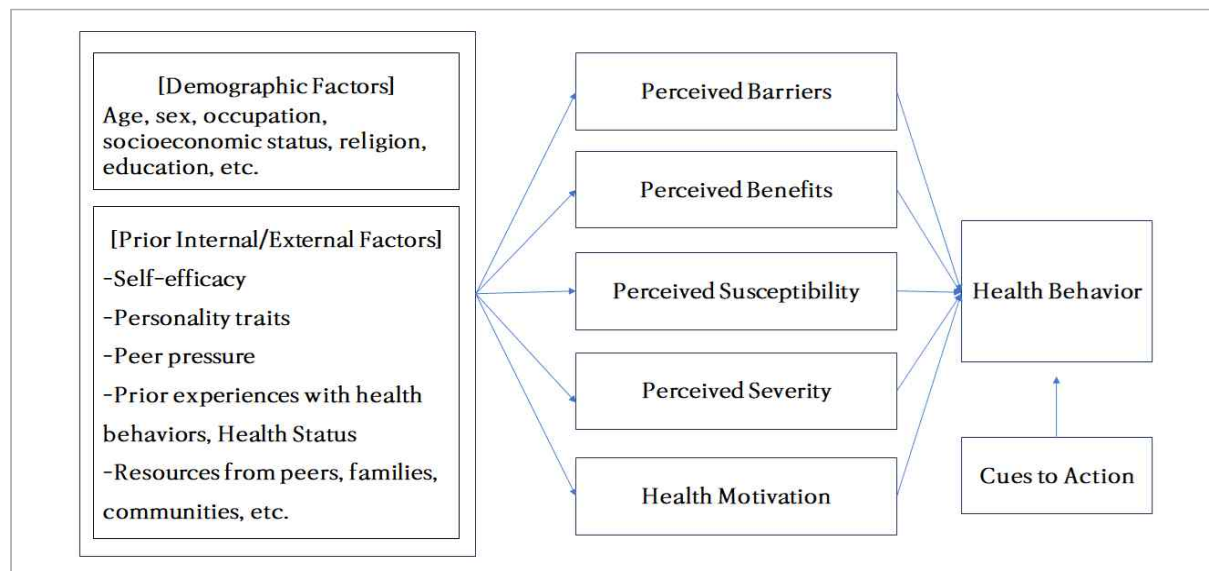 [Demographic Factors]
Age, sex, occupation,
socioeconomic status, religion,
education, etc.
[Prior Internal/External Factors]
-Self-efficacy
-Personality traits
-Peer pressure
-Prior experiences with health
behaviors, Health Status
-Resources from peers, families,
communities, etc.
Perceived Barriers
Perceived Benefits
Perceived Susceptibility
Perceived Severity
Health Motivation
Health Behavior
Cues to Action